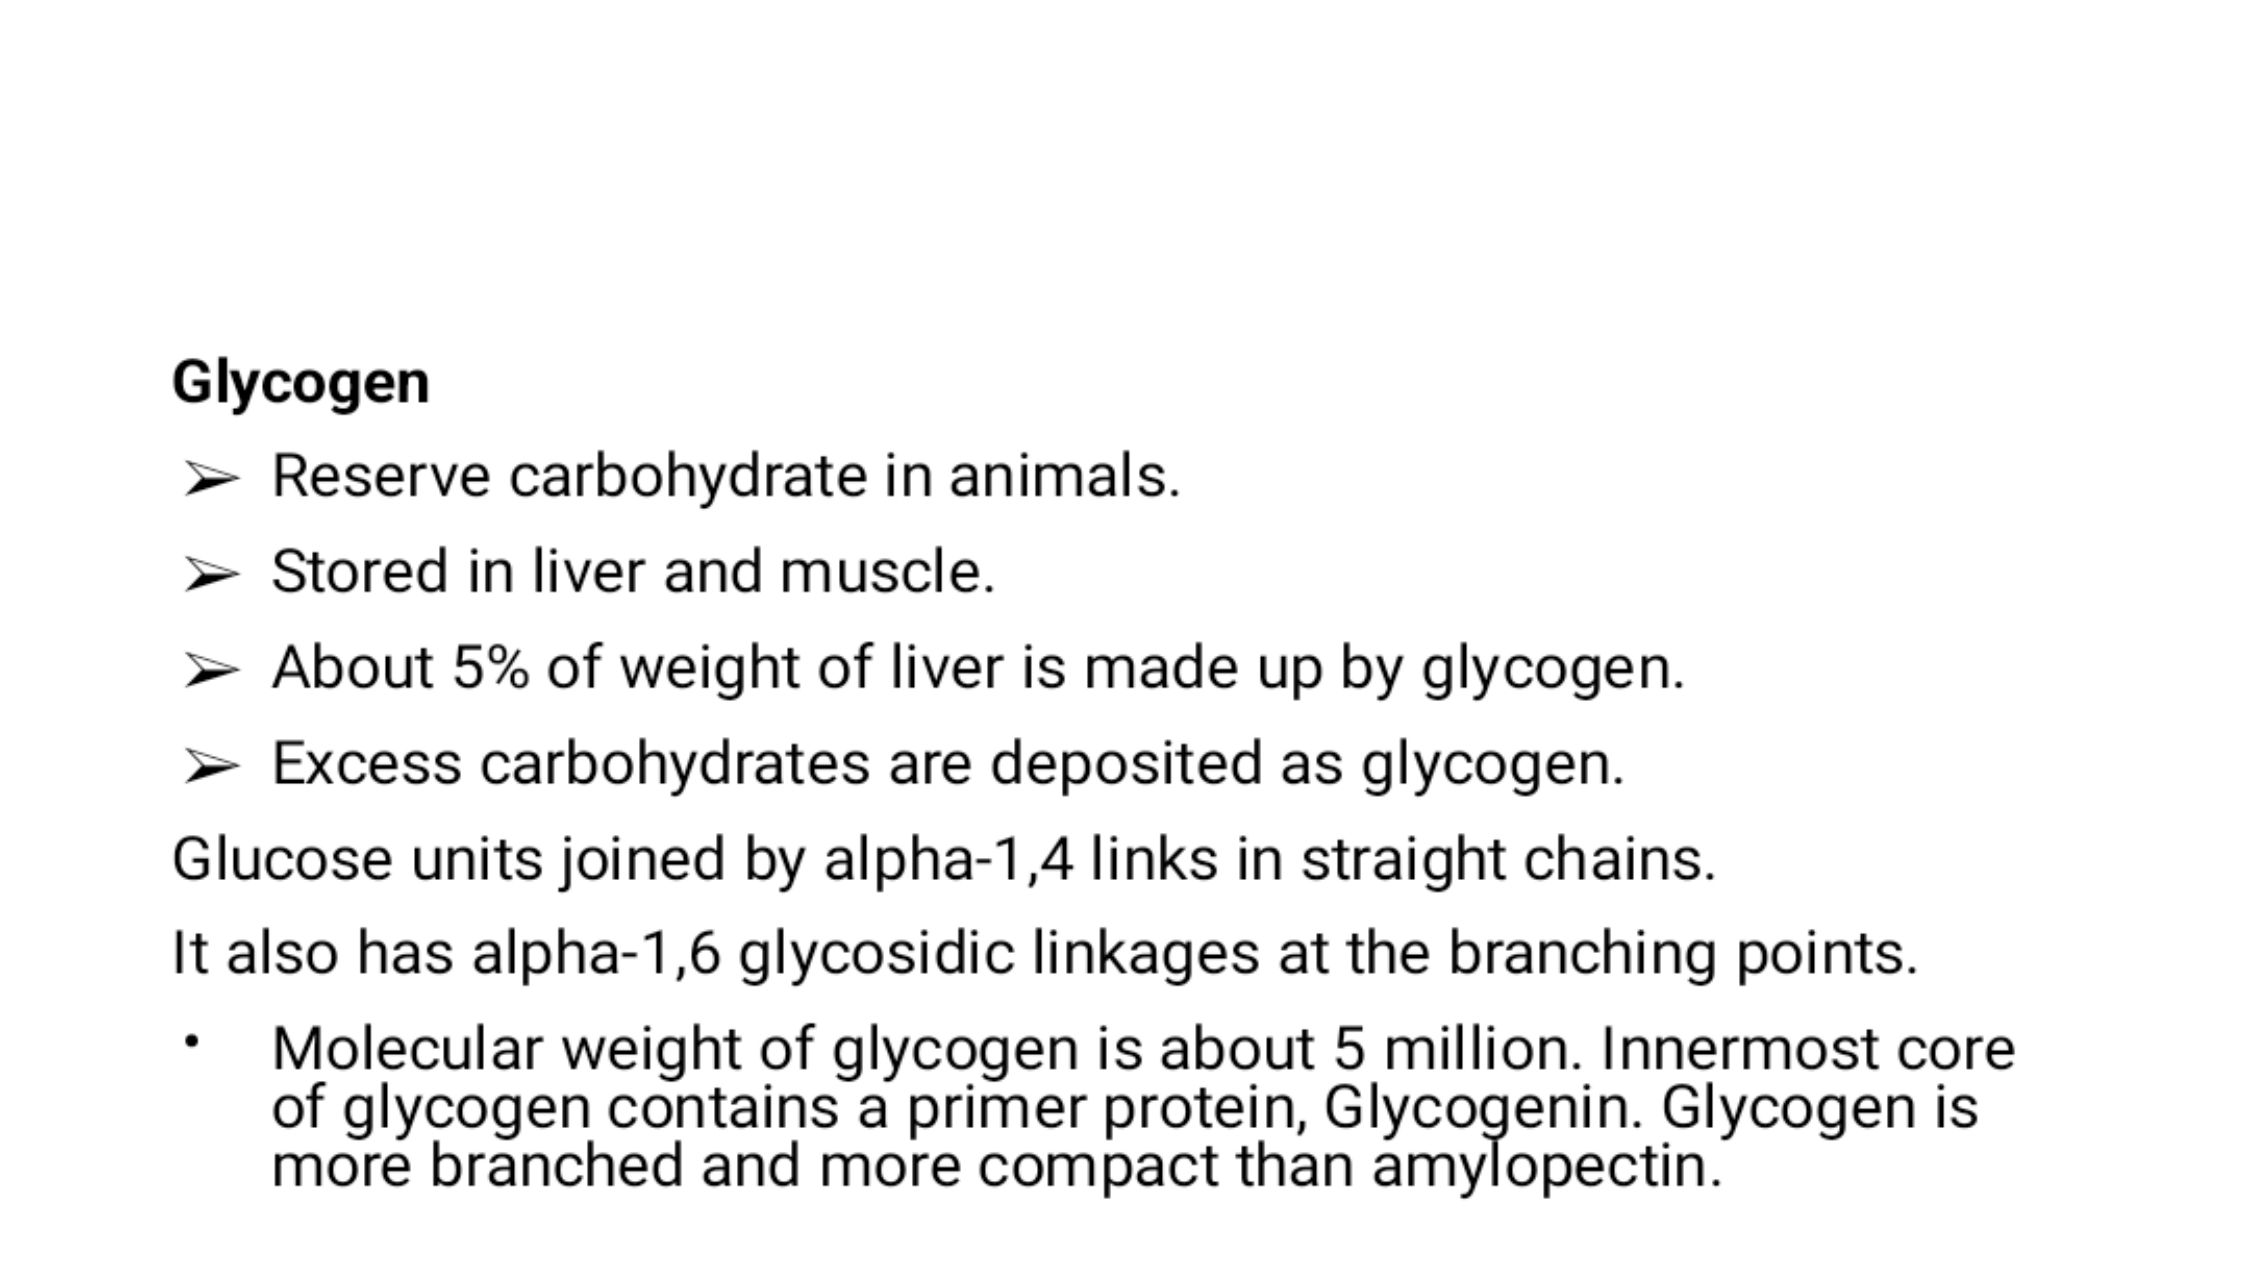 Glycogen
➢ Reserve carbohydrate in animals.
➢ Stored in liver and muscle.
➢ About 5% of weight of liver is made up by glycogen.
➢ Excess carbohydrates are deposited as glycogen.
Glucose units joined by alpha-1,4 links in straight chains.
It also has alpha-1,6 glycosidic linkages at the branching points.
• Molecular weight of glycogen is about 5 million. Innermost core
of glycogen contains a primer protein, Glycogenin. Glycogen is
more branched and more compact than amylopectin.